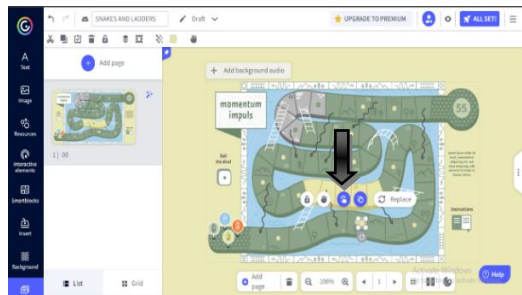 SNAKES AND LADDERS
Draft
UPGRADE TO PREMIUM
ALL SET!
Text
Image
Resources
Interactive elements
Smartblocks
Insert
Background
Add page
1 | 00
List
Grid
Add background audio
momentum
impuls
55
Roll
the dice!
Replace
Instructions
Add
page
100%
1
Activate Windows
Help